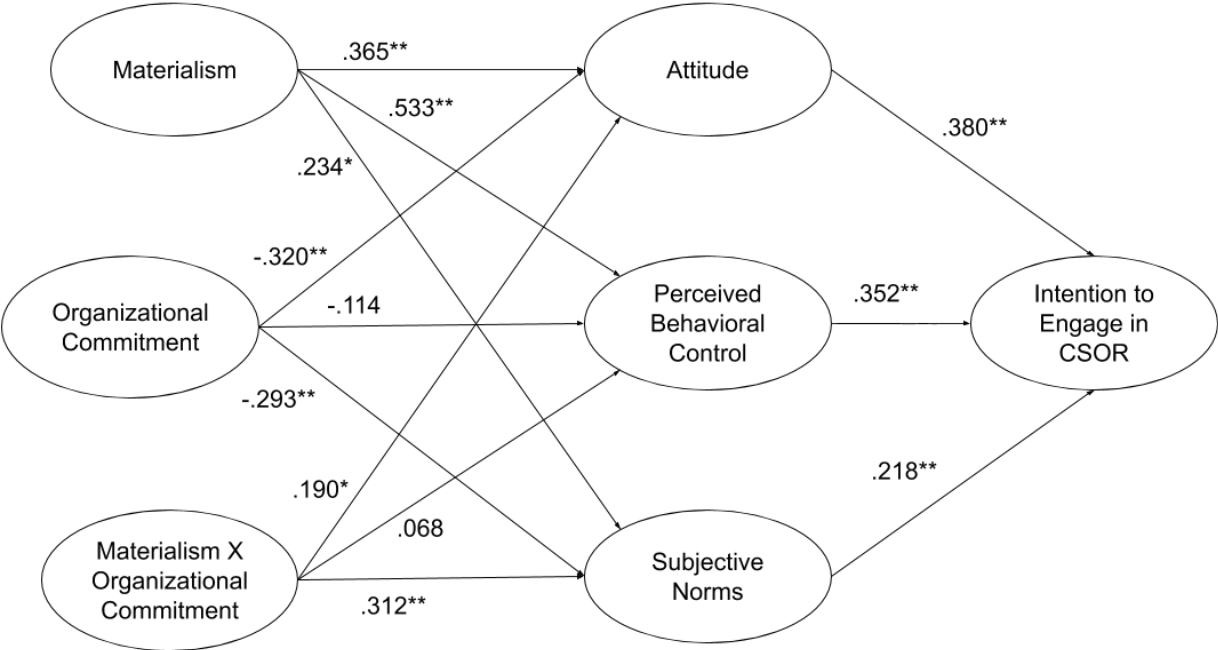 Materialism
.365**
Attitude
.533**
.380**
.234*
-.320**
Organizational
Commitment
-.114
Perceived
Behavioral
Control
.352**
Intention to
Engage in
CSOR
-.293**
.190*
.218**
.068
Materialism X
Organizational
Commitment
.312**
Subjective
Norms